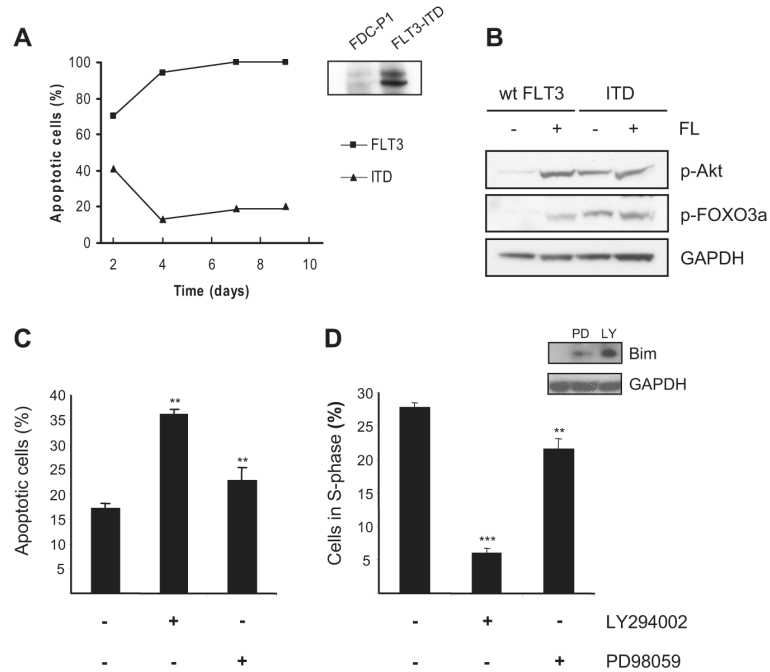 A
FDC-P1
FLT3-ITD
100
80
60
40
20
0
2
4
6
8
10
Apoptotic cells (%)
Time (days)
FLT3
ITD
B
wt FLT3
ITD
- + - + FL
p-Akt
p-FOXO3a
GAPDH
C
40
35
30
25
20
15
10
5
Apoptotic cells (%)
** 
**
D
PD LY
Bim
GAPDH
30
25
20
15
10
5
Cells in S-phase (%)
***
**
- + - - + - LY294002
- - + - - + PD98059